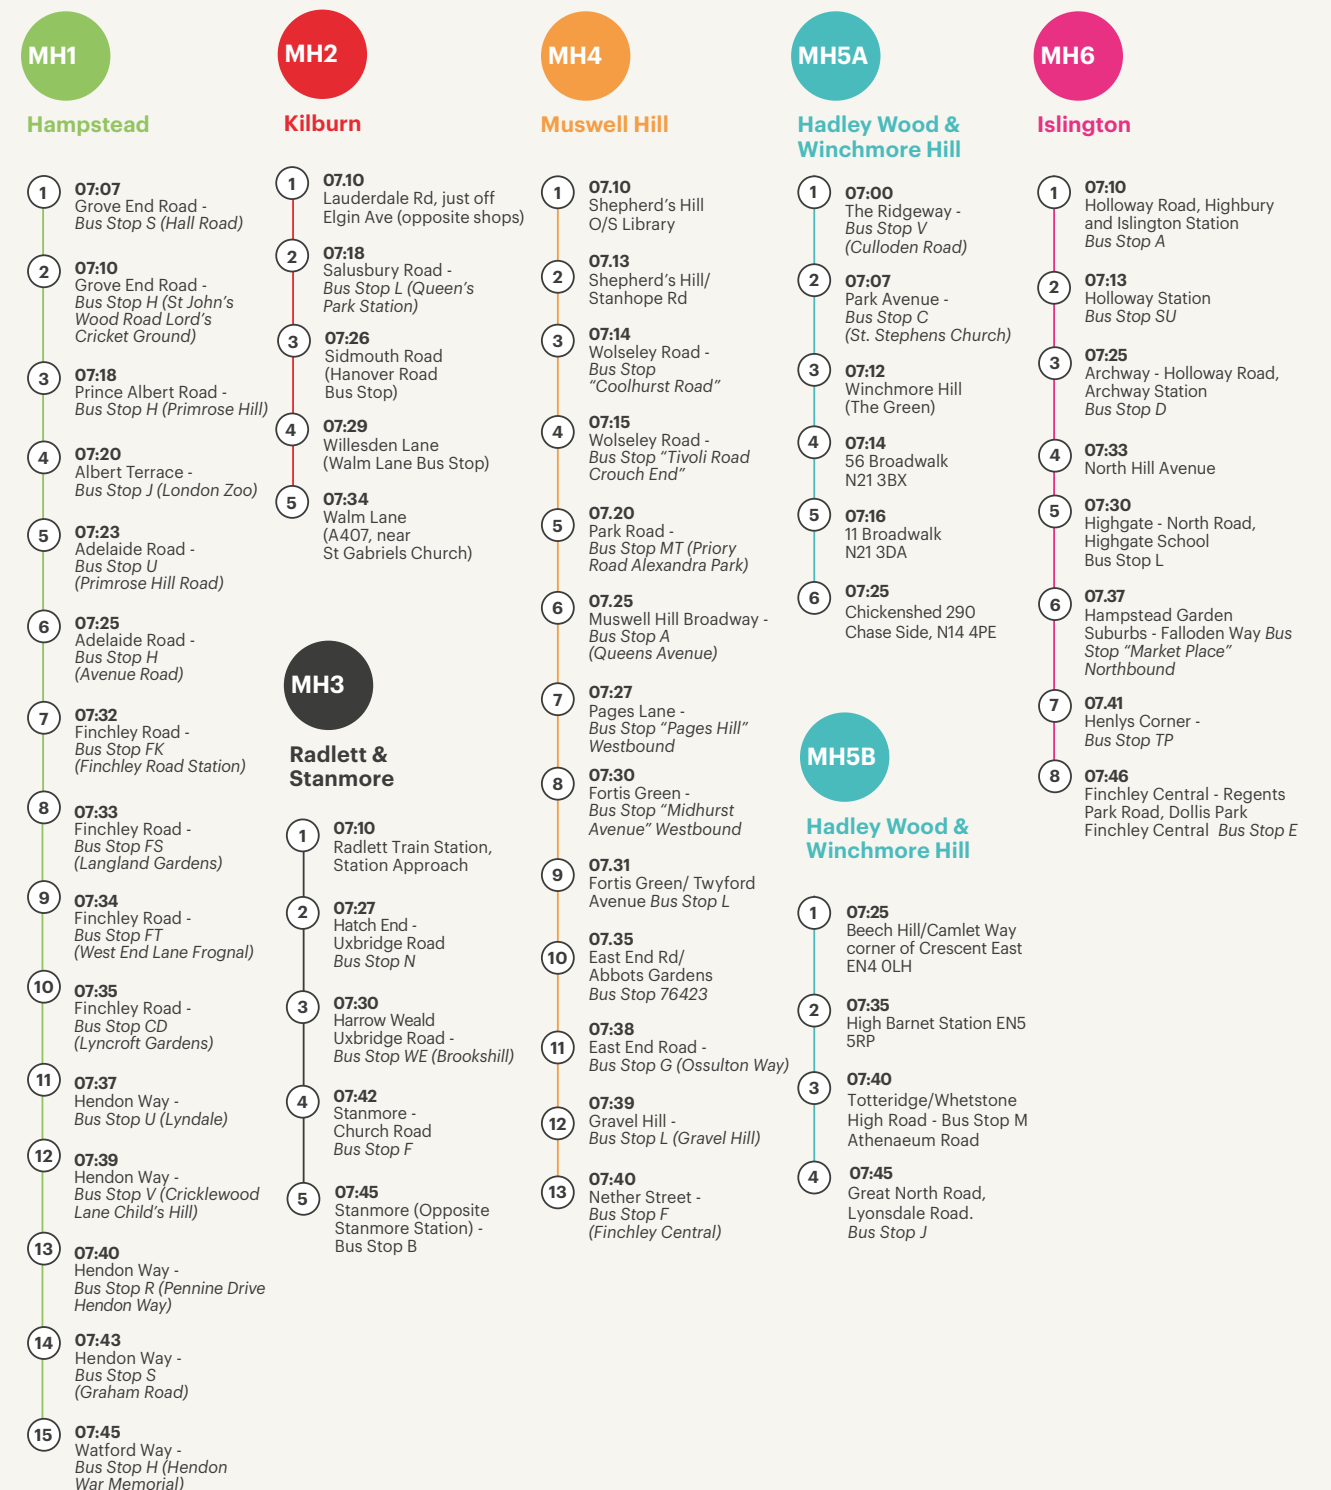 MH1
Hampstead
1
07:07
Grove End Road -
Bus Stop S (Hall Road)
2
07:10
Grove End Road -
Bus Stop H (St John’s
Wood Road Lord’s
Cricket Ground)
3
07:18
Prince Albert Road -
Bus Stop H (Primrose Hill)
4
07:20
Albert Terrace -
Bus Stop J (London Zoo)
5
07:23
Adelaide Road -
Bus Stop U
(Primrose Hill Road)
6
07:25
Adelaide Road -
Bus Stop H
(Avenue Road)
7
07:32
Finchley Road -
Bus Stop FK
(Finchley Road Station)
8
07:33
Finchley Road -
Bus Stop FS
(Langland Gardens)
9
07:34
Finchley Road -
Bus Stop FT
(West End Lane Frognal)
10
07:35
Finchley Road -
Bus Stop CD
(Lyncroft Gardens)
11
07:37
Hendon Way -
Bus Stop U (Lyndale)
12
07:39
Hendon Way -
Bus Stop V (Cricklewood
Lane Child’s Hill)
13
07:40
Hendon Way -
Bus Stop R (Pennine Drive
Hendon Way)
14
07:43
Hendon Way -
Bus Stop S
(Graham Road)
15
07:45
Watford Way -
Bus Stop H (Hendon
War Memorial)
MH2
Kilburn
1
07.10
Lauderdale Rd, just off
Elgin Ave (opposite shops)
2
07:18
Salusbury Road -
Bus Stop L (Queen’s
Park Station)
3
07:26
Sidmouth Road
(Hanover Road
Bus Stop)
4
07:29
Willesden Lane
(Walm Lane Bus Stop)
5
07:34
Walm Lane
(A407, near
St Gabriels Church)
MH3
Radlett &
Stanmore
1
07:10
Radlett Train Station,
Station Approach
2
07:27
Hatch End -
Uxbridge Road
Bus Stop N
3
07:30
Harrow Weald
Uxbridge Road -
Bus Stop WE (Brookshill)
4
07:42
Stanmore -
Church Road
Bus Stop F
5
07:45
Stanmore (Opposite
Stanmore Station) -
Bus Stop B
MH4
Muswell Hill
1
07.10
Shepherd’s Hill
O/S Library
2
07.13
Shepherd’s Hill/
Stanhope Rd
3
07:14
Wolseley Road -
Bus Stop
“Coolhurst Road”
4
07:15
Wolseley Road -
Bus Stop “Tivoli Road
Crouch End”
5
07.20
Park Road -
Bus Stop MT (Priory
Road Alexandra Park)
6
07.25
Muswell Hill Broadway -
Bus Stop A
(Queens Avenue)
7
07:27
Pages Lane -
Bus Stop “Pages Hill”
Westbound
8
07:30
Fortis Green -
Bus Stop “Midhurst
Avenue” Westbound
9
07.31
Fortis Green/ Twyford
Avenue Bus Stop L
10
07.35
East End Rd/
Abbots Gardens
Bus Stop 76423
11
07:38
East End Road -
Bus Stop G (Ossulton Way)
12
07:39
Gravel Hill -
Bus Stop L (Gravel Hill)
13
07:40
Nether Street -
Bus Stop F
(Finchley Central)
MH5A
Hadley Wood &
Winchmore Hill
1
07:00
The Ridgeway -
Bus Stop V
(Culloden Road)
2
07:07
Park Avenue -
Bus Stop C
(St. Stephens Church)
3
07:12
Winchmore Hill
(The Green)
4
07:14
56 Broadwalk
N21 3BX
5
07:16
11 Broadwalk
N21 3DA
6
07:25
Chickenshed 290
Chase Side, N14 4PE
MH5B
Hadley Wood &
Winchmore Hill
1
07:25
Beech Hill/Camlet Way
corner of Crescent East
EN4 0LH
2
07:35
High Barnet Station EN5
5RP
3
07:40
Totteridge/Whetstone
High Road - Bus Stop M
Athenaeum Road
4
07:45
Great North Road,
Lyonsdale Road.
Bus Stop J
MH6
Islington
1
07:10
Holloway Road, Highbury
and Islington Station
Bus Stop A
2
07:13
Holloway Station
Bus Stop SU
3
07:25
Archway - Holloway Road,
Archway Station
Bus Stop D
4
07:33
North Hill Avenue
5
07:30
Highgate - North Road,
Highgate School
Bus Stop L
6
07.37
Hampstead Garden
Suburbs - Falloden Way Bus
Stop “Market Place”
Northbound
7
07.41
Henlys Corner -
Bus Stop TP
8
07:46
Finchley Central - Regents
Park Road, Dollis Park
Finchley Central Bus Stop E